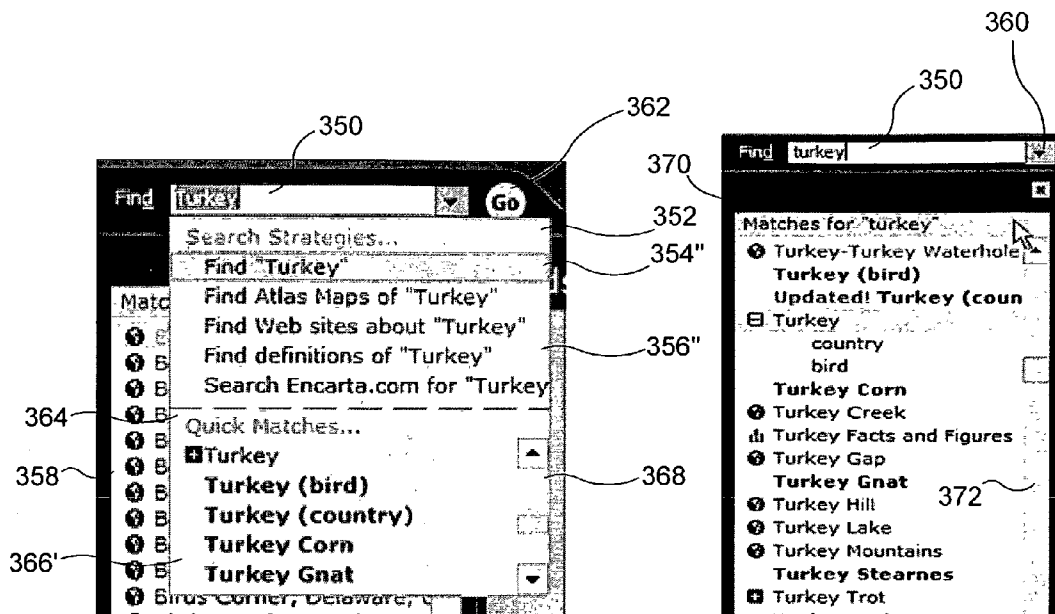 360
350
362
350
370
Find Turkey Go
352
Search Strategies...
354"
Find "Turkey"
Find Atlas Maps of "Turkey"
Find Web sites about "Turkey"
356"
Find definitions of "Turkey"
Search Encarta.com for "Turkey
364
Quick Matches...
Turkey
358
368
Turkey (bird)
Turkey (country)
Turkey Corn
366'
Turkey Gnat
Matc
B
B
B
B
B
B
B
B
B
Birds Corner, Delaware,
Find turkey
Matches for "turkey"
Turkey-Turkey Waterhole
Turkey (bird)
Updated! Turkey (coun
Turkey
country
bird
Turkey Corn
Turkey Creek
Turkey Facts and Figures
Turkey Gap
Turkey Gnat
372
Turkey Hill
Turkey Lake
Turkey Mountains
Turkey Stearnes
Turkey Trot